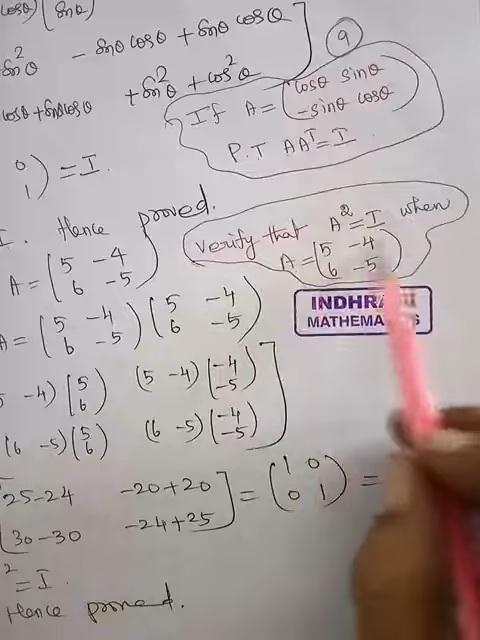 cosθ) (sinθ)
sin²θ - sinθ cosθ + sinθ cosθ
cosθ + sinθcosθ + sin²θ + cos²θ
9
If A = (cosθ sinθ
-sinθ cosθ)
P.T AAᵀ = I
0
1) = I.
I. Hence proved.
Verify that A² = I when
A = (5 -4
6 -5)
A = (5 -4
6 -5)
A = (5 -4
6 -5) (5 -4
6 -5)
INDHRA
MATHEMA S
5 -4) (5
6) (5 -4) (-4
-5)
(6 -5) (5
6) (6 -5) (-4
-5)
25-24 -20+20
30-30 -24+25] = (1 0
0 1) =
² = I.
Hence proved.